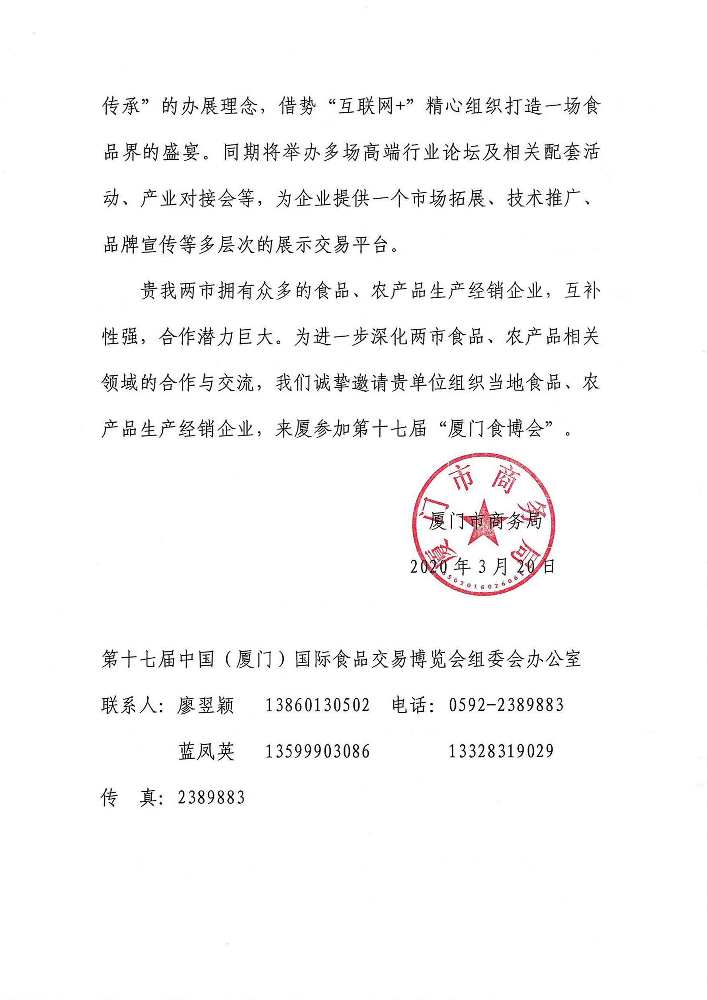 传承”的办展理念，借势“互联网+”精心组织打造一场食
品界的盛宴。同期将举办多场高端行业论坛及相关配套活
动、产业对接会等，为企业提供一个市场拓展、技术推广、
品牌宣传等多层次的展示交易平台。
贵我两市拥有众多的食品、农产品生产经销企业，互补
性强，合作潜力巨大。为进一步深化两市食品、农产品相关
领域的合作与交流，我们诚挚邀请贵单位组织当地食品、农
产品生产经销企业，来厦参加第十七届“厦门食博会”。
厦门市商务局
厦门市商务局
2020年3月20日
3502016026061
第十七届中国（厦门）国际食品交易博览会组委会办公室
联系人：廖翌颖 13860130502 电话：0592-2389883
蓝凤英 13599903086 13328319029
传 真：2389883